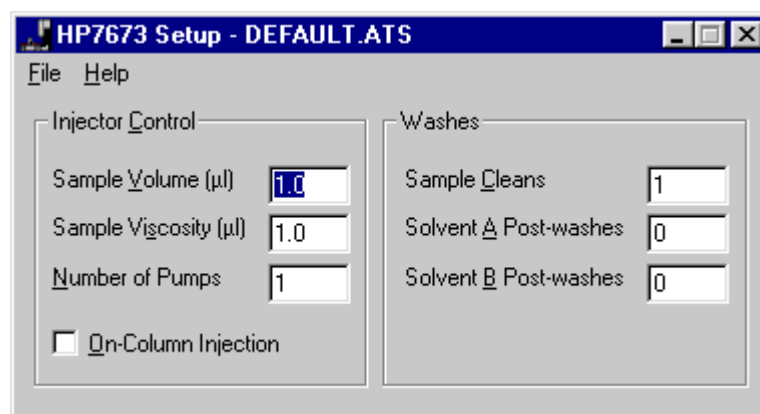 HP7673 Setup - DEFAULT.ATS
File Help
Injector Control
Sample Volume (µl) 1.0
Sample Viscosity (µl) 1.0
Number of Pumps 1
On-Column Injection
Washes
Sample Cleans 1
Solvent A Post-washes 0
Solvent B Post-washes 0